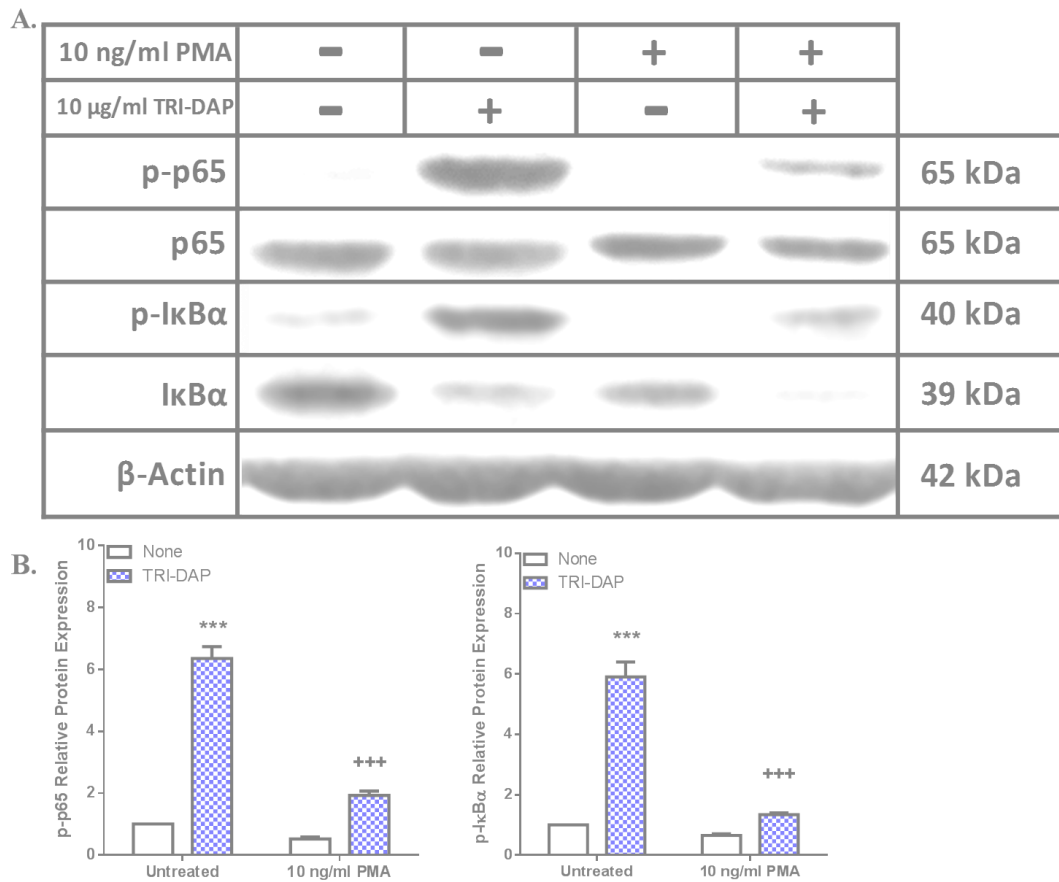 A.
10 ng/ml PMA − − + +
10 µg/ml TRI-DAP − + − +
p-p65 65 kDa
p65 65 kDa
p-IκBα 40 kDa
IκBα 39 kDa
β-Actin 42 kDa
B.
p-p65 Relative Protein Expression
10
8
6
4
2
0
None
TRI-DAP
***
+++
Untreated
10 ng/ml PMA
p-IκBα Relative Protein Expression
10
8
6
4
2
0
None
TRI-DAP
***
+++
Untreated
10 ng/ml PMA